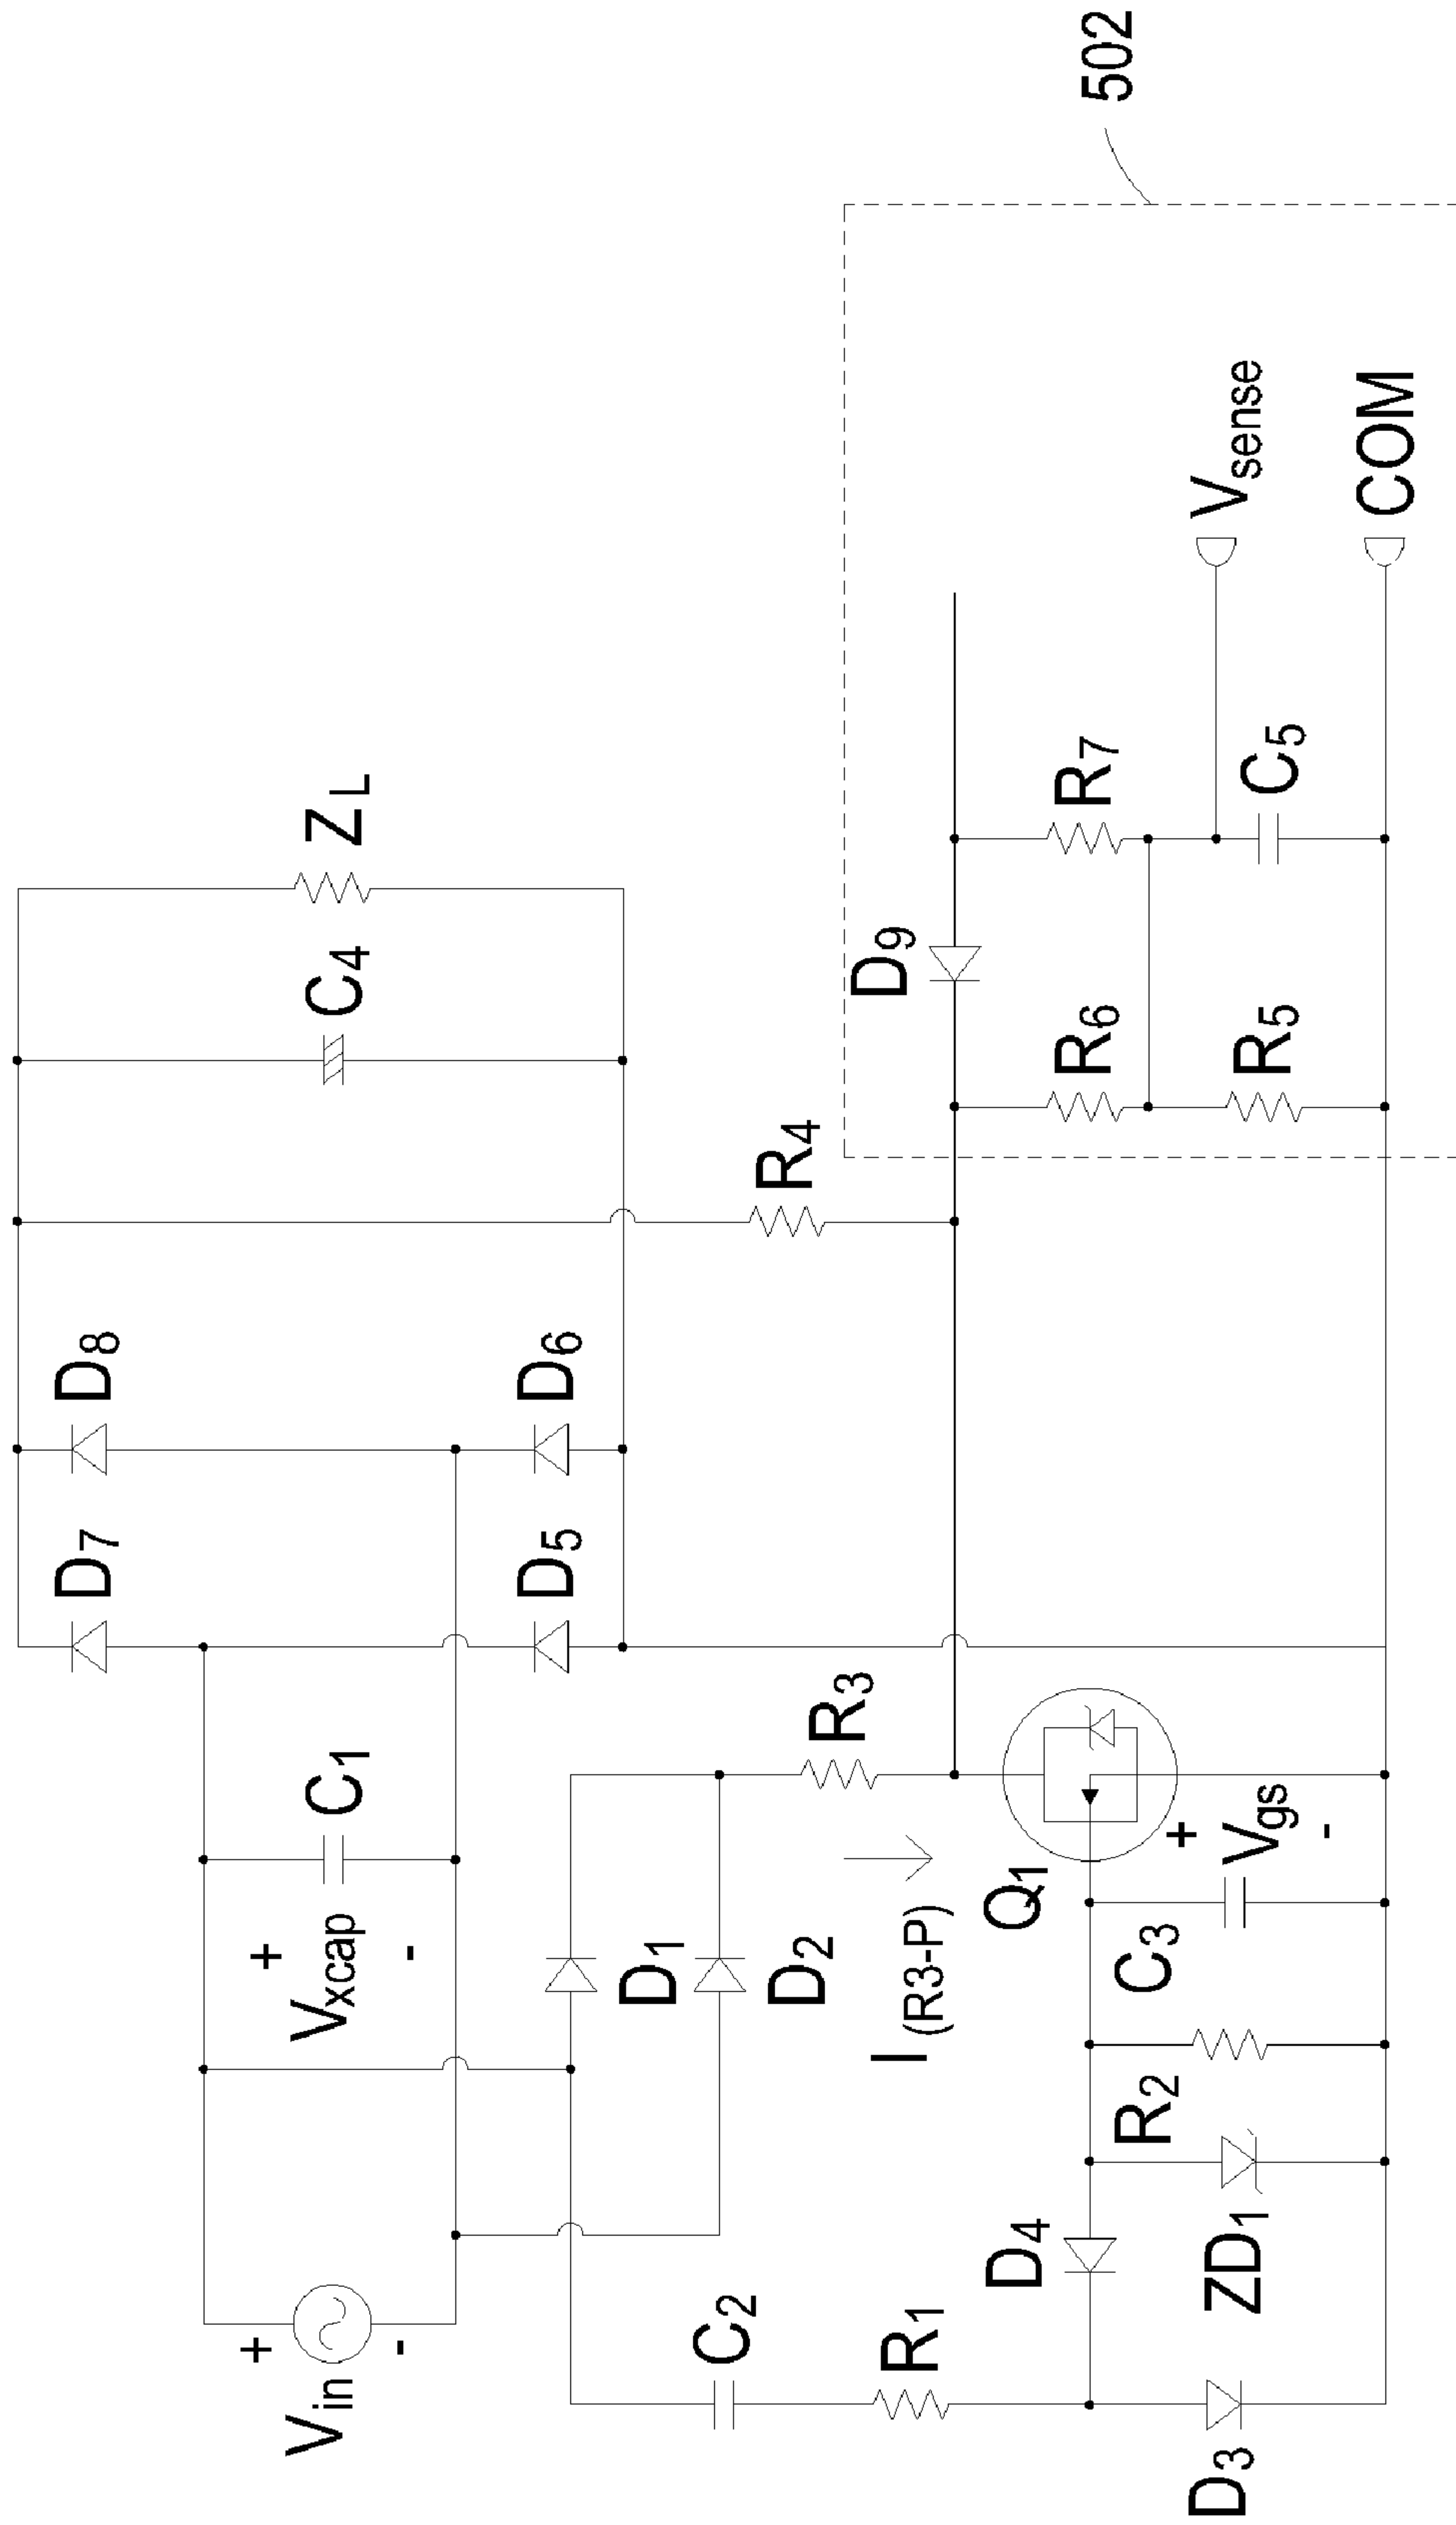 D7
D8
D5
D6
+
Vin
-
+
Vxcap
-
C1
C4
ZL
D1
D2
R3
R4
I(R3-P)
C2
R1
D4
Q1
+
Vgs
-
D3
ZD1
R2
C3
D9
R6
R7
R5
C5
Vsense
COM
502